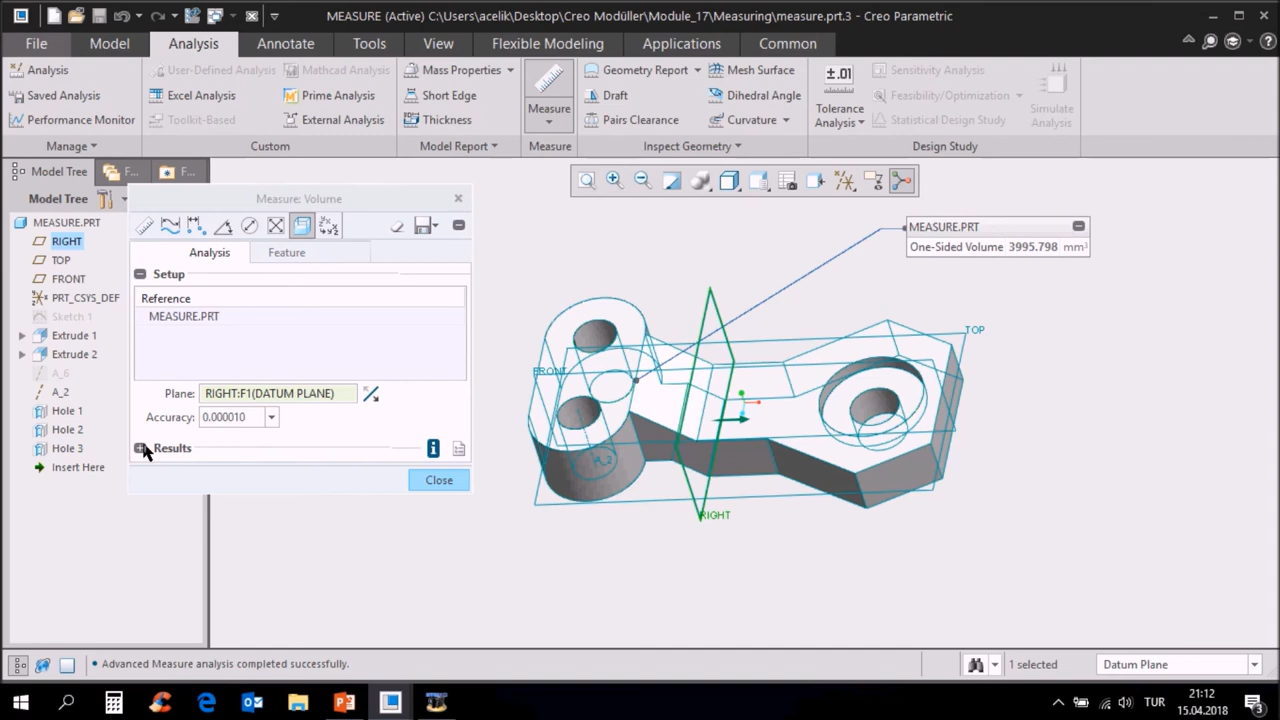 MEASURE (Active) C:\Users\acelik\Desktop\Creo Modüller\Module_17\Measuring\measure.prt.3 - Creo Parametric
File
Model
Analysis
Annotate
Tools
View
Flexible Modeling
Applications
Common
Analysis
Saved Analysis
Performance Monitor
User-Defined Analysis
Excel Analysis
Toolkit-Based
Mathcad Analysis
Prime Analysis
External Analysis
Mass Properties
Short Edge
Thickness
Measure
Geometry Report
Draft
Pairs Clearance
Mesh Surface
Dihedral Angle
Curvature
±.01
Tolerance
Analysis
Sensitivity Analysis
Feasibility/Optimization
Statistical Design Study
Simulate
Analysis
Manage
Custom
Model Report
Measure
Inspect Geometry
Design Study
Model Tree
F...
F...
Model Tree
MEASURE.PRT
RIGHT
TOP
FRONT
PRT_CSYS_DEF
Sketch 1
Extrude 1
Extrude 2
A_6
A_2
Hole 1
Hole 2
Hole 3
Insert Here
Measure: Volume
Analysis
Feature
Setup
Reference
MEASURE.PRT
Plane: RIGHT:F1(DATUM PLANE)
Accuracy: 0.000010
Results
Close
MEASURE.PRT
One-Sided Volume 3995.798 mm³
TOP
FRONT
A_2
RIGHT
• Advanced Measure analysis completed successfully.
1 selected
Datum Plane
TUR
21:12
15.04.2018
3